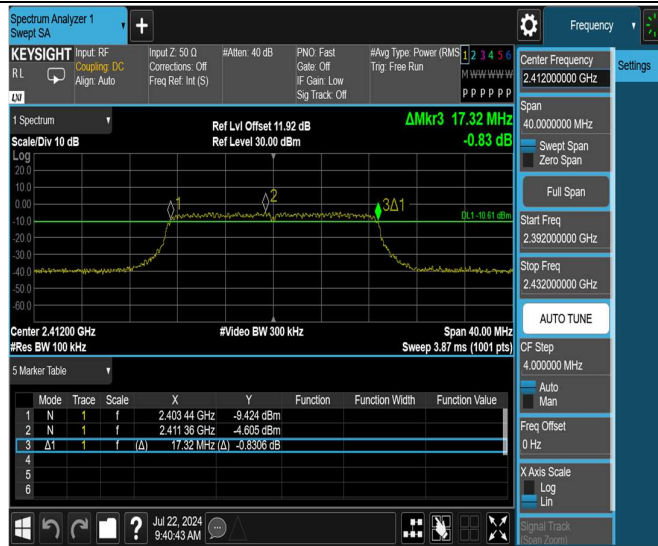 Spectrum Analyzer 1
Swept SA
Frequency
KEYSIGHT
RL
LXI
Input: RF
Coupling: DC
Align: Auto
Input Z: 50 Ω
Corrections: Off
Freq Ref: Int (S)
#Atten: 40 dB
PNO: Fast
Gate: Off
IF Gain: Low
Sig Track: Off
#Avg Type: Power (RMS
Trig: Free Run
1 2 3 4 5 6
M W W W W W
P P P P P P
Center Frequency
2.412000000 GHz
Settings
Span
40.0000000 MHz
Swept Span
Zero Span
Full Span
Start Freq
2.392000000 GHz
Stop Freq
2.432000000 GHz
AUTO TUNE
CF Step
4.000000 MHz
Auto
Man
Freq Offset
0 Hz
X Axis Scale
Log
Lin
Signal Track
(Span Zoom)
1 Spectrum
Scale/Div 10 dB
Ref Lvl Offset 11.92 dB
Ref Level 30.00 dBm
ΔMkr3 17.32 MHz
-0.83 dB
Log
20.0
10.0
0.00
-10.0
-20.0
-30.0
-40.0
-50.0
-60.0
1
2
3Δ1
DL1 -10.61 dBm
Center 2.41200 GHz
#Video BW 300 kHz
Span 40.00 MHz
#Res BW 100 kHz
Sweep 3.87 ms (1001 pts)
5 Marker Table
Mode Trace Scale X Y Function Function Width Function Value
1 N 1 f 2.403 44 GHz -9.424 dBm
2 N 1 f 2.411 36 GHz -4.605 dBm
3 Δ1 1 f (Δ) 17.32 MHz (Δ) -0.8306 dB
4
5
6
?
Jul 22, 2024
9:40:43 AM